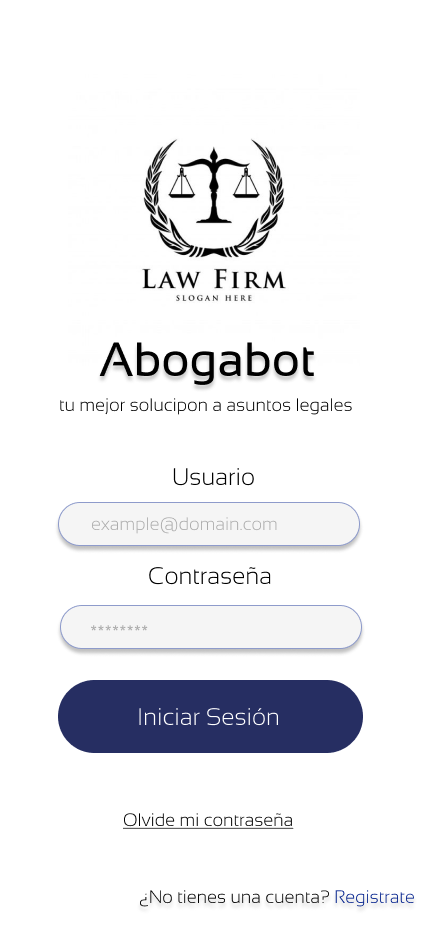 LAW FIRM
SLOGAN HERE
Abogabot
tu mejor solucipon a asuntos legales
Usuario
example@domain.com
Contraseña
********
Iniciar Sesión
Olvide mi contraseña
¿No tienes una cuenta? Registrate